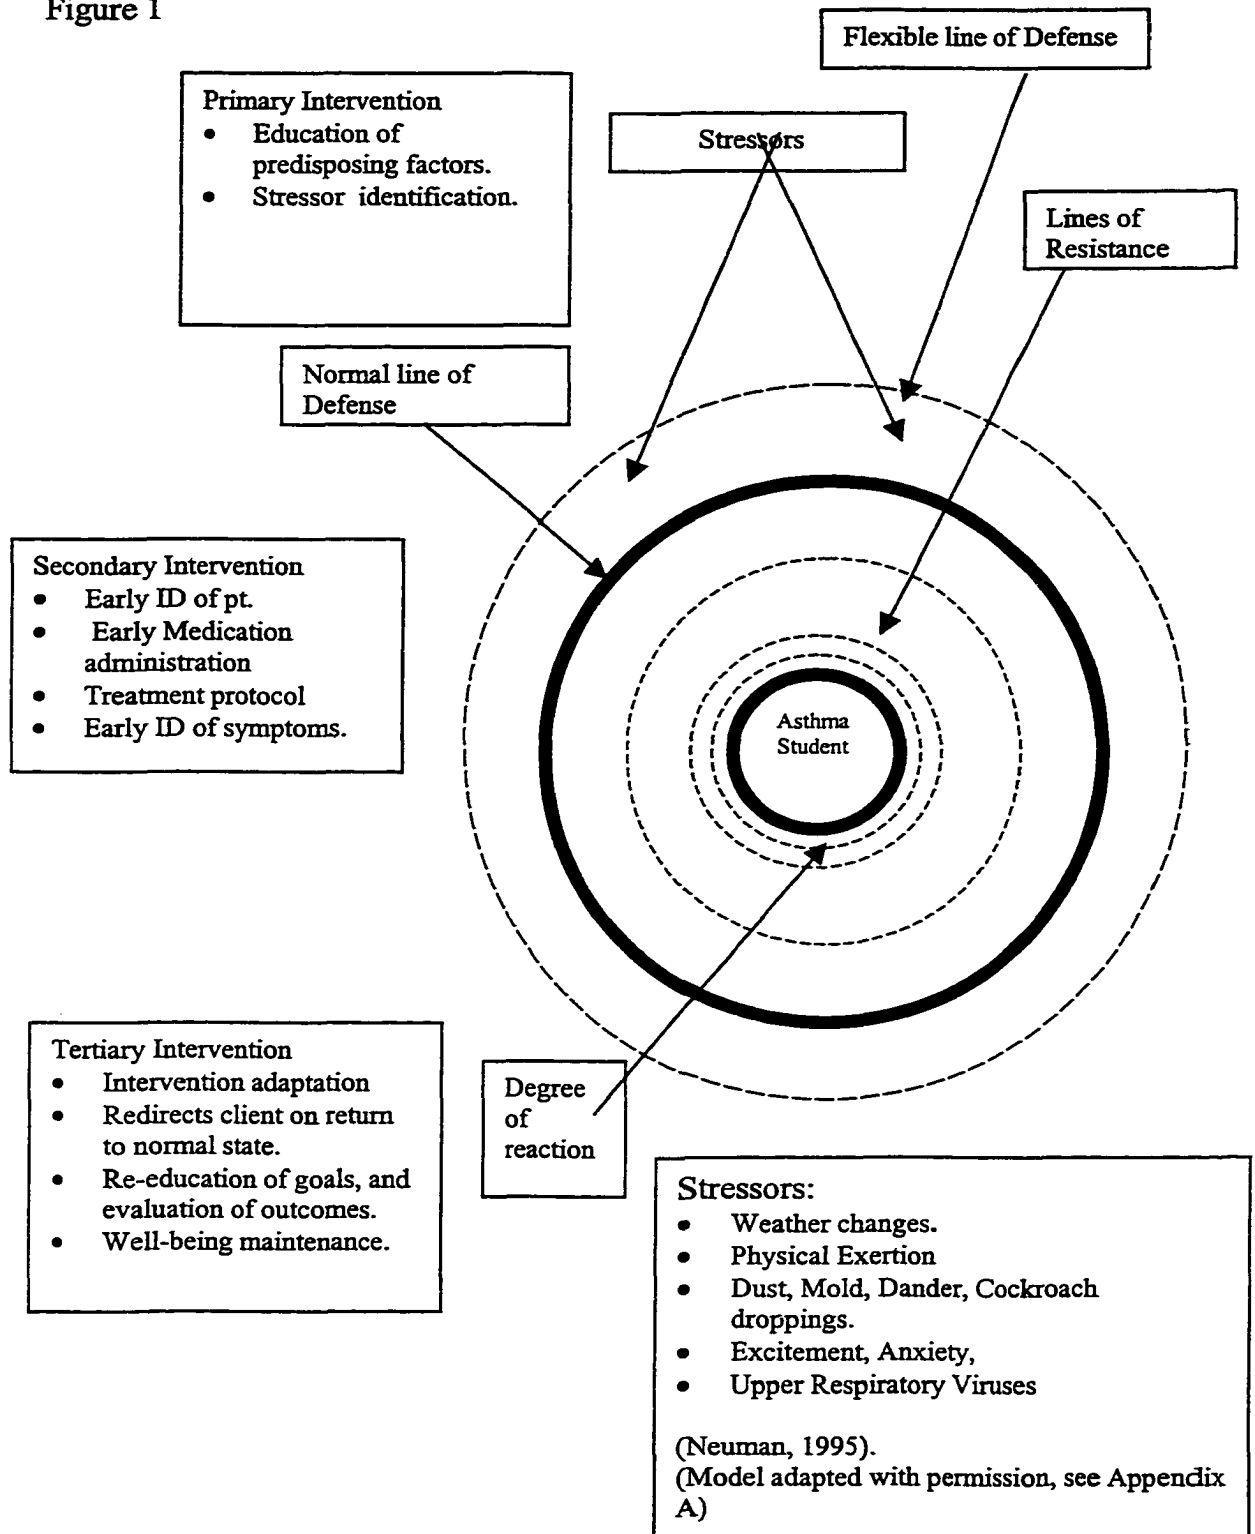 Figure 1
Flexible line of Defense
Primary Intervention
• Education of
predisposing factors.
• Stressor identification.
Stressors
Lines of
Resistance
Normal line of
Defense
Secondary Intervention
• Early ID of pt.
• Early Medication
administration
• Treatment protocol
• Early ID of symptoms.
Asthma
Student
Tertiary Intervention
• Intervention adaptation
• Redirects client on return
to normal state.
• Re-education of goals, and
evaluation of outcomes.
• Well-being maintenance.
Degree
of
reaction
Stressors:
• Weather changes.
• Physical Exertion
• Dust, Mold, Dander, Cockroach
droppings.
• Excitement, Anxiety,
• Upper Respiratory Viruses
(Neuman, 1995).
(Model adapted with permission, see Appendix
A)